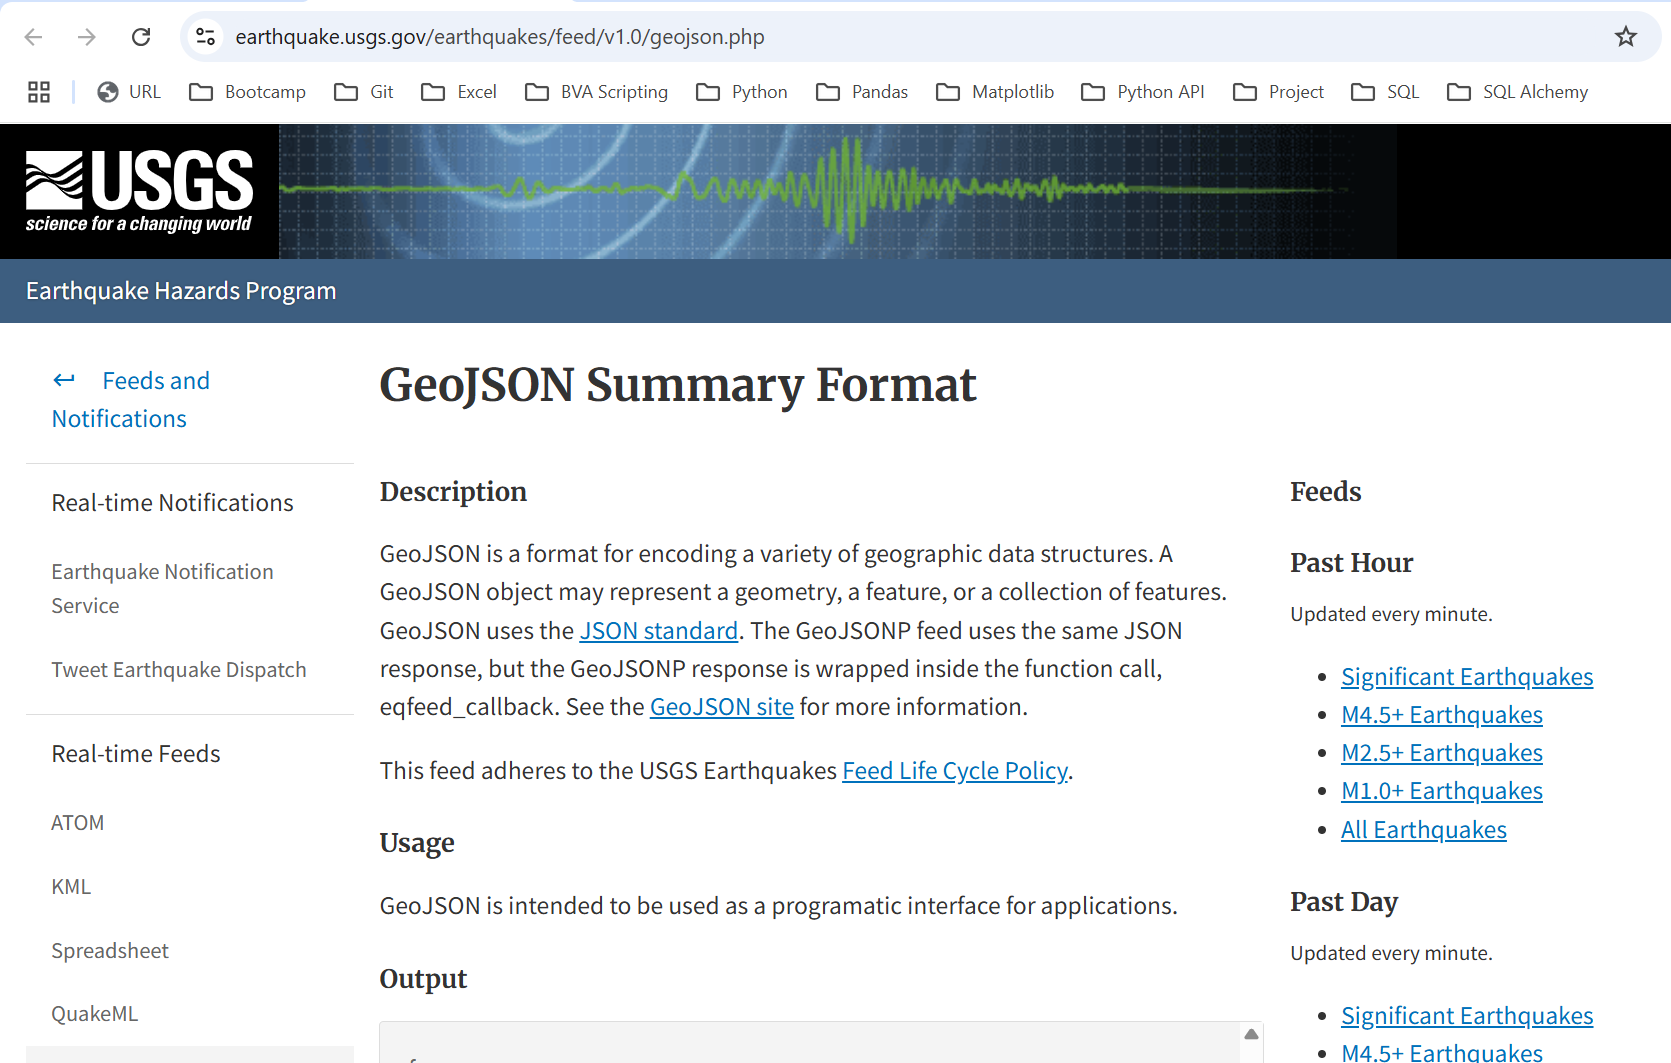 earthquake.usgs.gov/earthquakes/feed/v1.0/geojson.php
URL Bootcamp Git Excel BVA Scripting Python Pandas Matplotlib Python API Project SQL SQL Alchemy
USGS
science for a changing world
Earthquake Hazards Program
Feeds and
Notifications
Real-time Notifications
Earthquake Notification
Service
Tweet Earthquake Dispatch
Real-time Feeds
ATOM
KML
Spreadsheet
QuakeML
GeoJSON Summary Format
Description
GeoJSON is a format for encoding a variety of geographic data structures. A
GeoJSON object may represent a geometry, a feature, or a collection of features.
GeoJSON uses the JSON standard. The GeoJSONP feed uses the same JSON
response, but the GeoJSONP response is wrapped inside the function call,
eqfeed_callback. See the GeoJSON site for more information.
This feed adheres to the USGS Earthquakes Feed Life Cycle Policy.
Usage
GeoJSON is intended to be used as a programatic interface for applications.
Output
Feeds
Past Hour
Updated every minute.
Significant Earthquakes
M4.5+ Earthquakes
M2.5+ Earthquakes
M1.0+ Earthquakes
All Earthquakes
Past Day
Updated every minute.
Significant Earthquakes
M4.5+ Earthquakes